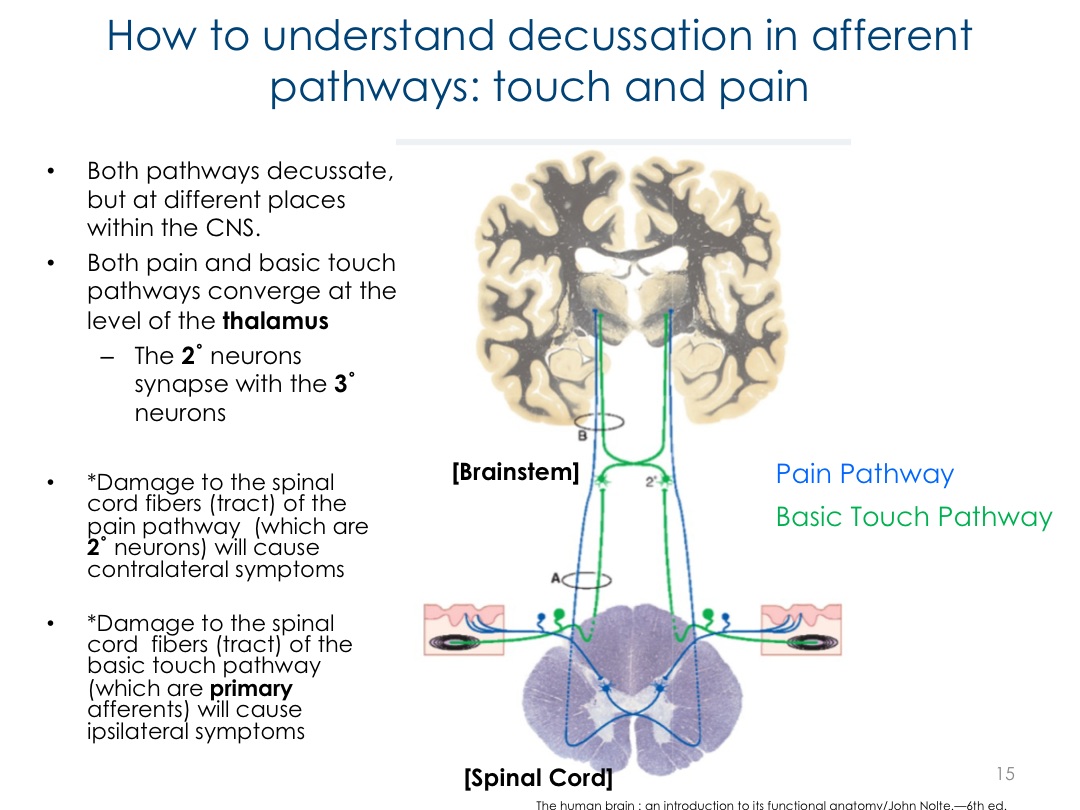 How to understand decussation in afferent
pathways: touch and pain
• Both pathways decussate,
but at different places
within the CNS.
• Both pain and basic touch
pathways converge at the
level of the thalamus
– The 2˚ neurons
synapse with the 3˚
neurons
• *Damage to the spinal
cord fibers (tract) of the
pain pathway (which are
2˚ neurons) will cause
contralateral symptoms
• *Damage to the spinal
cord fibers (tract) of the
basic touch pathway
(which are primary
afferents) will cause
ipsilateral symptoms
B
[Brainstem]
2˚
Pain Pathway
Basic Touch Pathway
A
[Spinal Cord]
15
The human brain : an introduction to its functional anatomy/John Nolte.—6th ed.